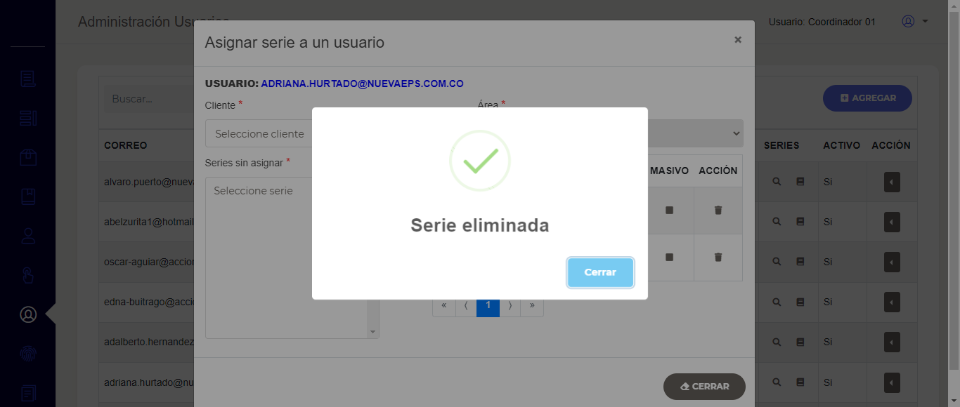 Administración Usuarios
Usuario: Coordinador 01
Asignar serie a un usuario
×
USUARIO: ADRIANA.HURTADO@NUEVAEPS.COM.CO
Buscar...
AGREGAR
Cliente *
Área *
Seleccione cliente
CORREO
SERIES
ACTIVO
ACCIÓN
Series sin asignar *
MASIVO
ACCIÓN
Seleccione serie
Serie eliminada
Cerrar
alvaro.puerto@nuev
Si
abelzurita1@hotmail
Si
oscar-aguiar@accio
Si
edna-buitrago@acci
Si
« ⟨ 1 ⟩ »
adalberto.hernandez
Si
adriana.hurtado@nu
Si
CERRAR